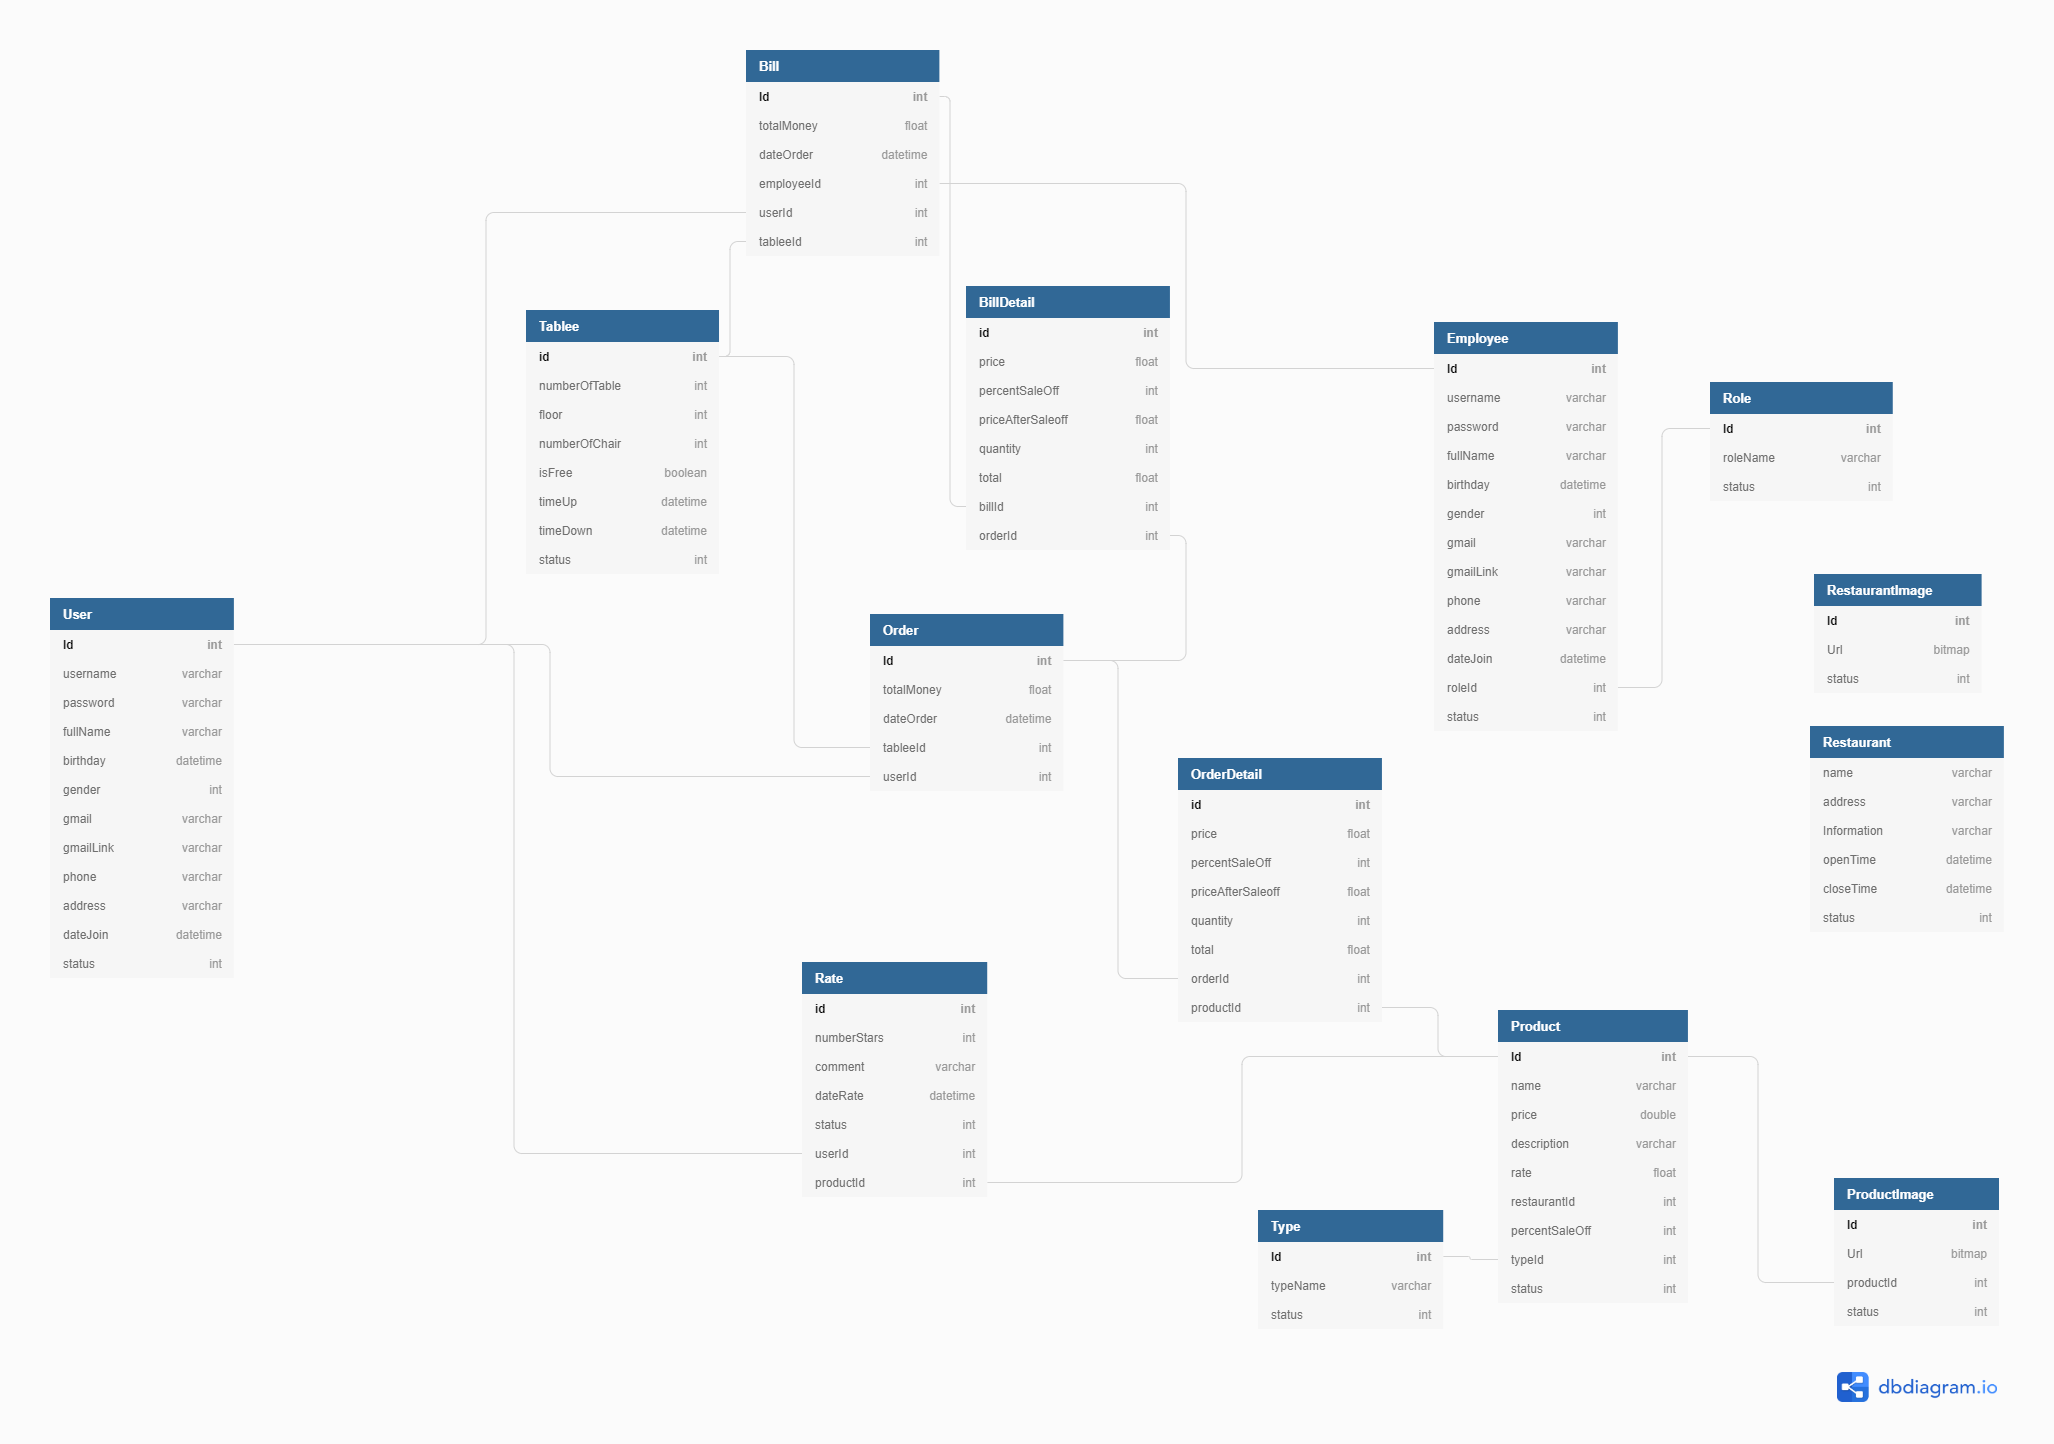 Bill
Id int
totalMoney float
dateOrder datetime
employeeId int
userId int
tableeId int
Tablee
id int
numberOfTable int
floor int
numberOfChair int
isFree boolean
timeUp datetime
timeDown datetime
status int
BillDetail
id int
price float
percentSaleOff int
priceAfterSaleoff float
quantity int
total float
billId int
orderId int
Employee
Id int
username varchar
password varchar
fullName varchar
birthday datetime
gender int
gmail varchar
gmailLink varchar
phone varchar
address varchar
dateJoin datetime
roleId int
status int
Role
Id int
roleName varchar
status int
RestaurantImage
Id int
Url bitmap
status int
Restaurant
name varchar
address varchar
Information varchar
openTime datetime
closeTime datetime
status int
User
Id int
username varchar
password varchar
fullName varchar
birthday datetime
gender int
gmail varchar
gmailLink varchar
phone varchar
address varchar
dateJoin datetime
status int
Order
Id int
totalMoney float
dateOrder datetime
tableeId int
userId int
OrderDetail
id int
price float
percentSaleOff int
priceAfterSaleoff float
quantity int
total float
orderId int
productId int
Rate
id int
numberStars int
comment varchar
dateRate datetime
status int
userId int
productId int
Product
Id int
name varchar
price double
description varchar
rate float
restaurantId int
percentSaleOff int
typeId int
status int
Type
Id int
typeName varchar
status int
ProductImage
Id int
Url bitmap
productId int
status int
dbdiagram.io